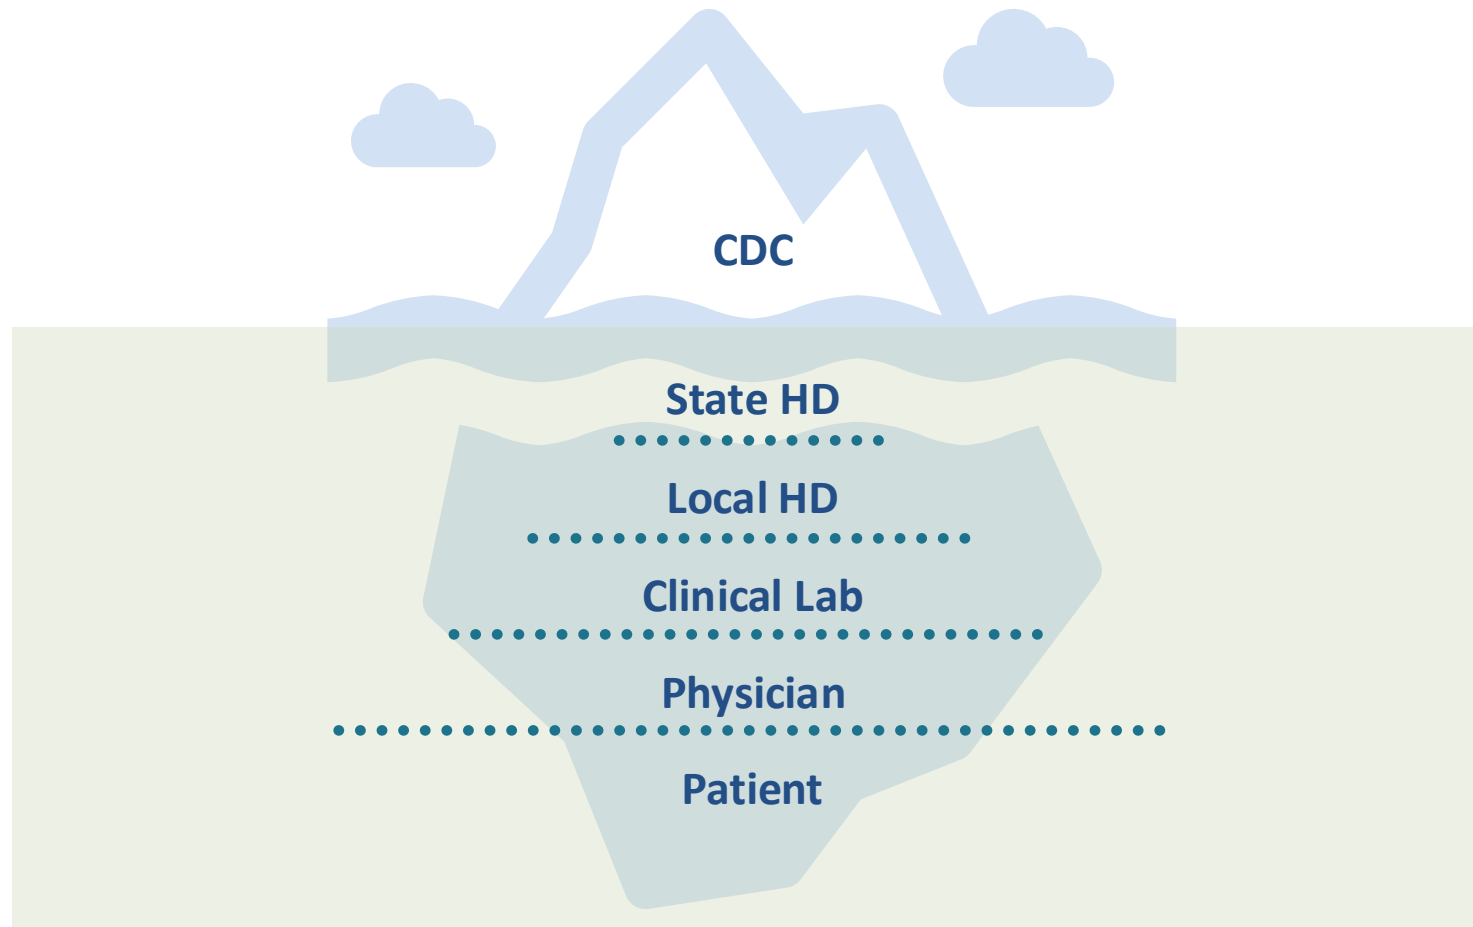 CDC
State HD
Local HD
Clinical Lab
Physician
Patient